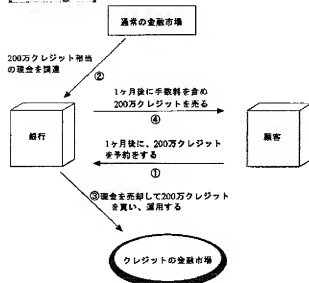 通常の金融市場
200万クレジット相当
の現金を調達
②
1ヶ月後に手数料を含め
200万クレジットを売る
④
銀行
顧客
1ヶ月後に、200万クレジット
を予約をする
①
③現金を売却して200万クレジット
を買い、運用する
クレジットの金融市場